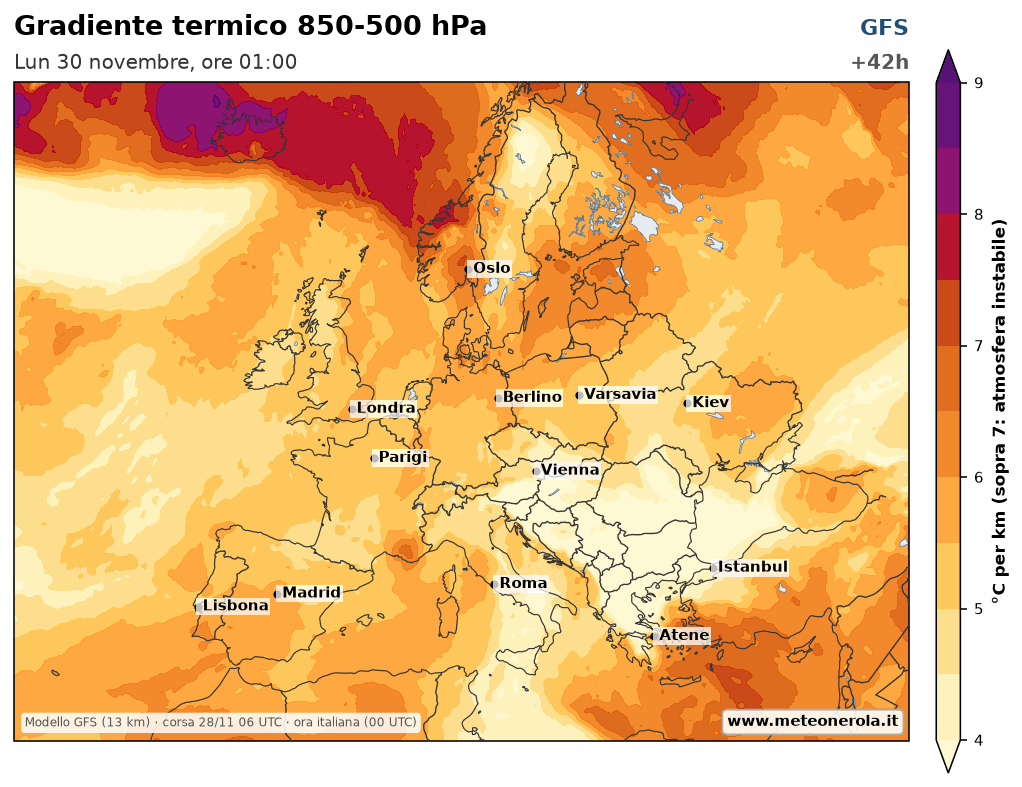 Gradiente termico 850-500 hPa
GFS
Lun 30 novembre, ore 01:00
+42h
9
8
7
6
5
4
°C per km (sopra 7: atmosfera instabile)
Oslo
Londra
Berlino
Varsavia
Kiev
Parigi
Vienna
Istanbul
Roma
Madrid
Lisbona
Atene
Modello GFS (13 km) · corsa 28/11 06 UTC · ora italiana (00 UTC)
www.meteonerola.it